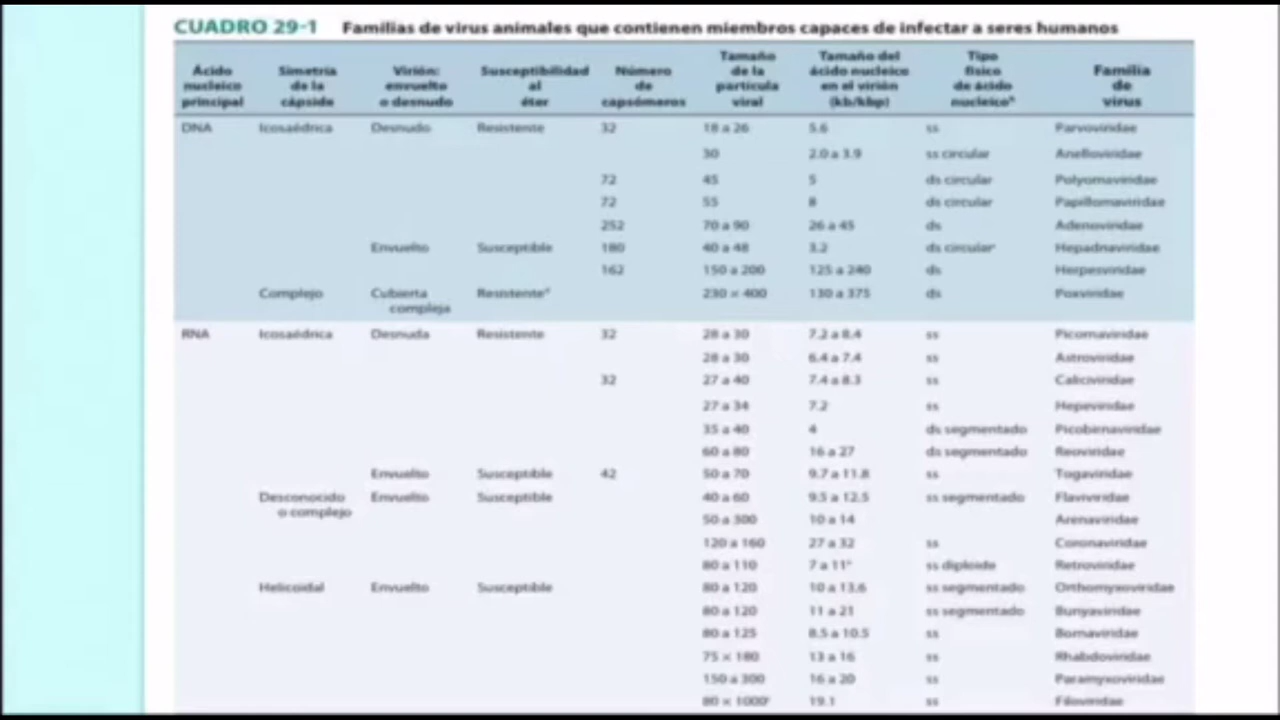 CUADRO 29-1 Familias de virus animales que contienen miembros capaces de infectar a seres humanos
Ácido nucleico principal Simetría de la cápside Virión: envuelto o desnudo Susceptibilidad al éter Número de capsómeros Tamaño de la partícula viral Tamaño del ácido nucleico en el virión (kb/kbp) Tipo físico de ácido nucleico Familia de virus
DNA Icosaédrica Desnudo Resistente 32 18 a 26 5.6 ss Parvoviridae
30 2.0 a 3.9 ss circular Anelloviridae
72 45 5 ds circular Polyomaviridae
72 55 8 ds circular Papillomaviridae
252 70 a 90 26 a 45 ds Adenoviridae
Envuelto Susceptible 180 40 a 48 3.2 ds circular Hepadnaviridae
162 150 a 200 125 a 240 ds Herpesviridae
Complejo Cubierta compleja Resistente 230 × 400 130 a 375 ds Poxviridae
RNA Icosaédrica Desnuda Resistente 32 28 a 30 7.2 a 8.4 ss Picornaviridae
28 a 30 6.4 a 7.4 ss Astroviridae
32 27 a 40 7.4 a 8.3 ss Caliciviridae
27 a 34 7.2 ss Hepeviridae
35 a 40 4 ds segmentado Picobirnaviridae
60 a 80 16 a 27 ds segmentado Reoviridae
Envuelto Susceptible 42 50 a 70 9.7 a 11.8 ss Togaviridae
Desconocido o complejo Envuelto Susceptible 40 a 60 9.5 a 12.5 ss segmentado Flaviviridae
50 a 300 10 a 14 Arenaviridae
120 a 160 27 a 32 ss Coronaviridae
80 a 110 7 a 11 ss diploide Retroviridae
Helicoidal Envuelto Susceptible 80 a 120 10 a 13.6 ss segmentado Orthomyxoviridae
80 a 120 11 a 21 ss segmentado Bunyaviridae
80 a 125 8.5 a 10.5 ss Bornaviridae
75 × 180 13 a 16 ss Rhabdoviridae
150 a 300 16 a 20 ss Paramyxoviridae
80 × 1000 19.1 ss Filoviridae